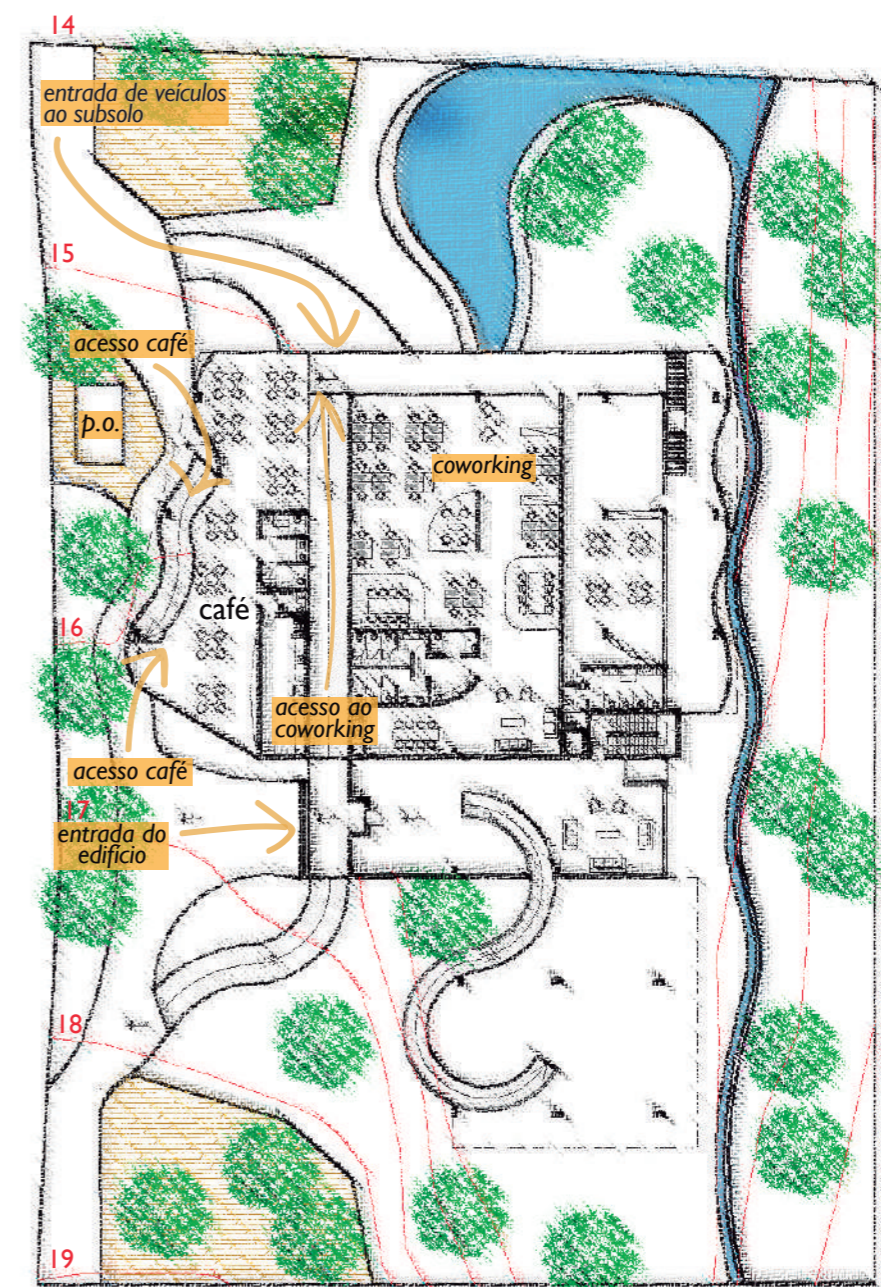 14
entrada de veículos
ao subsolo
15
acesso café
p.o.
coworking
café
16
acesso ao
coworking
acesso café
17
entrada do
edifício
18
19